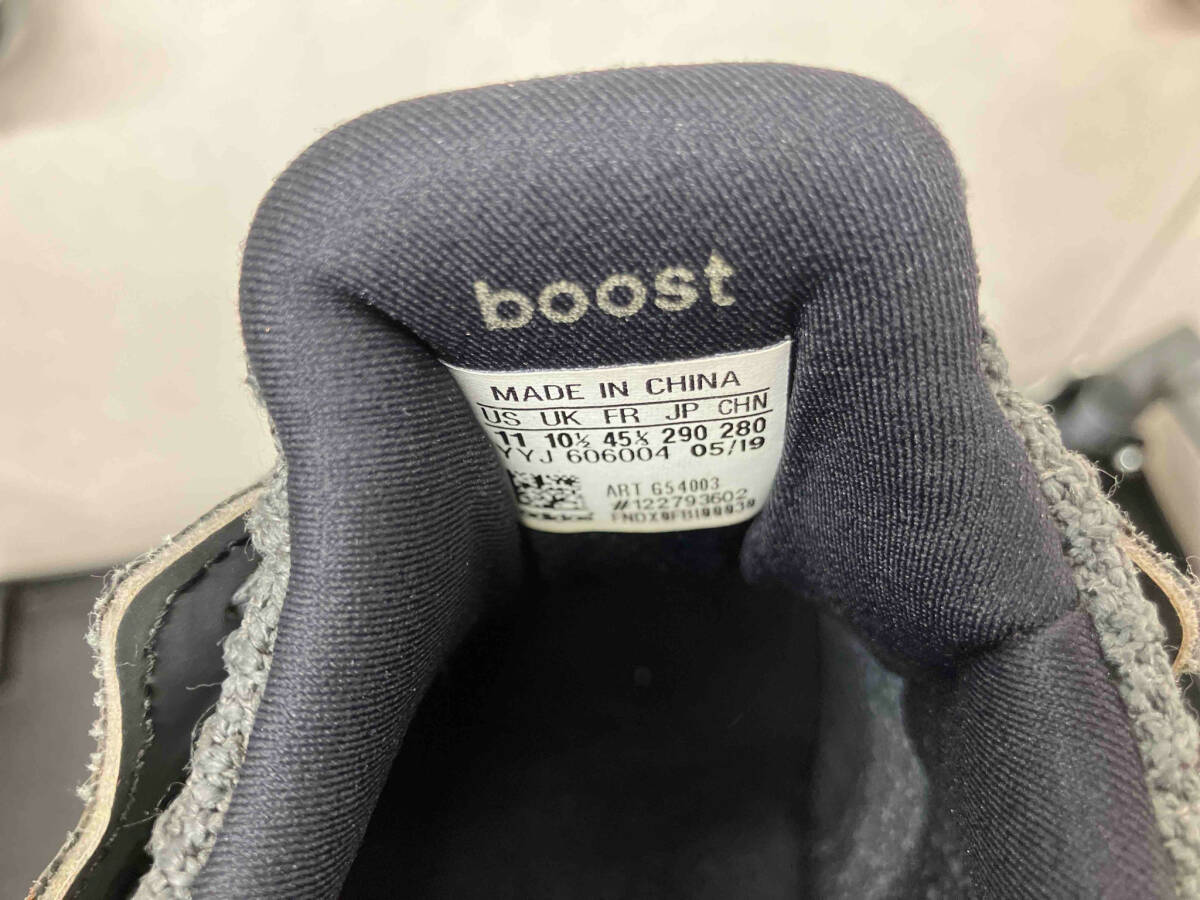 boost
MADE IN CHINA
US UK FR JP CHN
11 10½ 45⅓ 290 280
YYJ 606004 05/19
ART G54003
#122793602